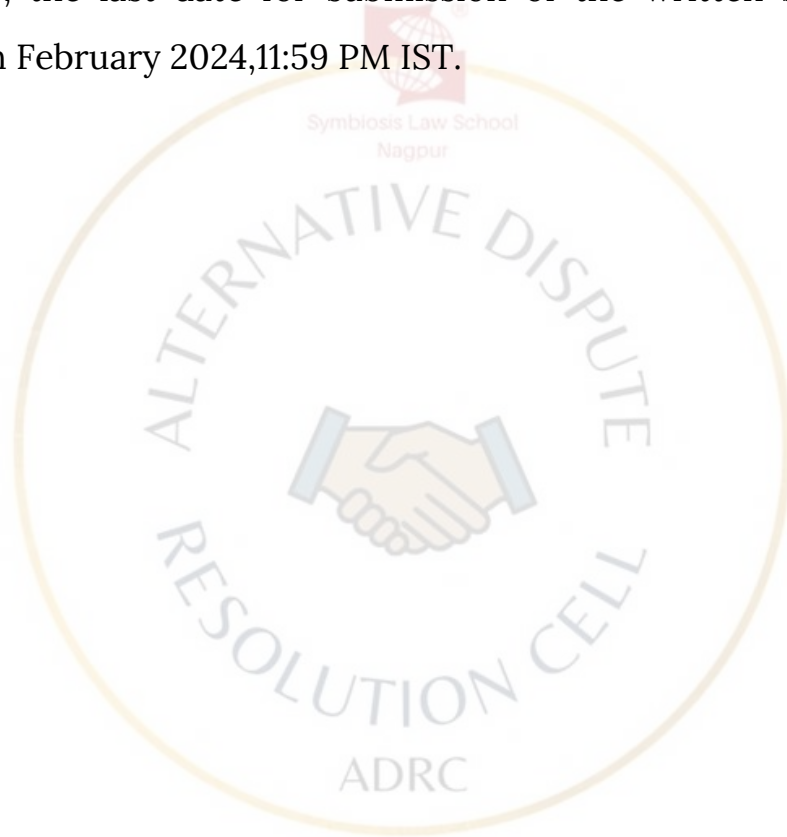 the last date for submission of the written
February 2024,11:59 PM IST.
Symbiosis Law School
Nagpur
ALTERNATIVE DISPUTE
RESOLUTION CELL
ADRC